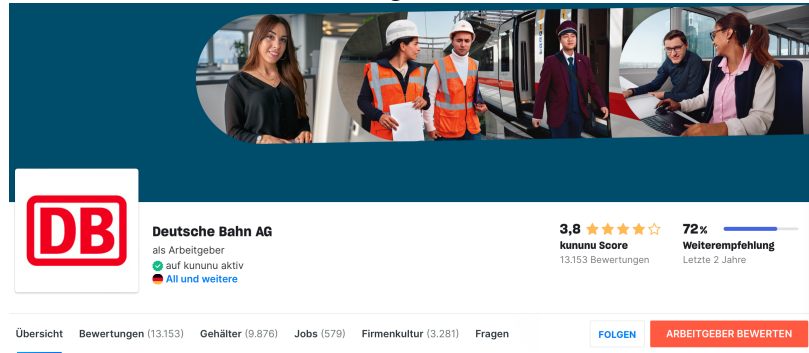 DB
Deutsche Bahn AG
als Arbeitgeber
auf kununu aktiv
All und weitere
3,8
kununu Score
13.153 Bewertungen
72%
Weiterempfehlung
Letzte 2 Jahre
Übersicht Bewertungen (13.153) Gehälter (9.876) Jobs (579) Firmenkultur (3.281) Fragen FOLGEN ARBEITGEBER BEWERTEN